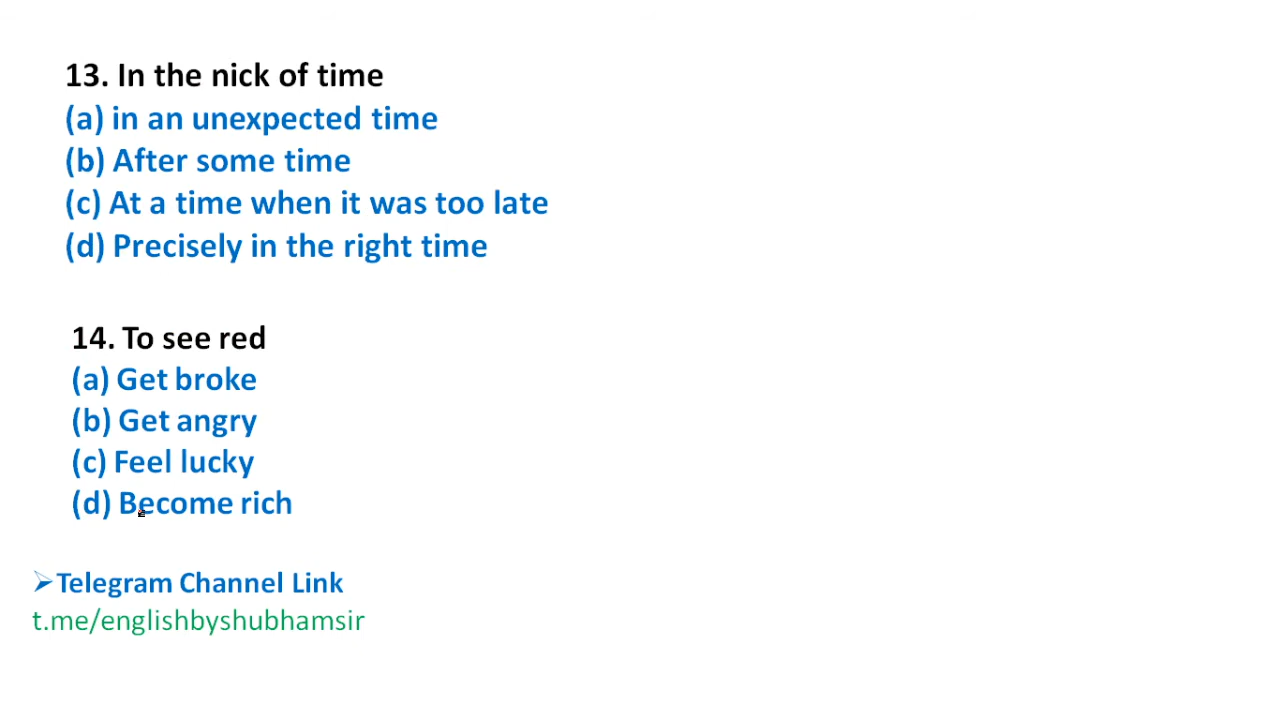 13. In the nick of time
(a) in an unexpected time
(b) After some time
(c) At a time when it was too late
(d) Precisely in the right time
14. To see red
(a) Get broke
(b) Get angry
(c) Feel lucky
(d) Become rich
Telegram Channel Link
t.me/englishbyshubhamsir